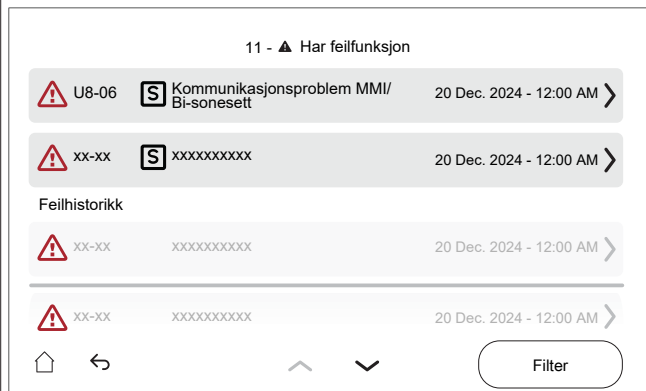 11 - Har feilfunksjon
U8-06 S Kommunikasjonsproblem MMI/
Bi-sonesett 20 Dec. 2024 - 12:00 AM
xx-xx S xxxxxxxxxx 20 Dec. 2024 - 12:00 AM
Feilhistorikk
xx-xx xxxxxxxxxx 20 Dec. 2024 - 12:00 AM
xx-xx xxxxxxxxxx 20 Dec. 2024 - 12:00 AM
Filter